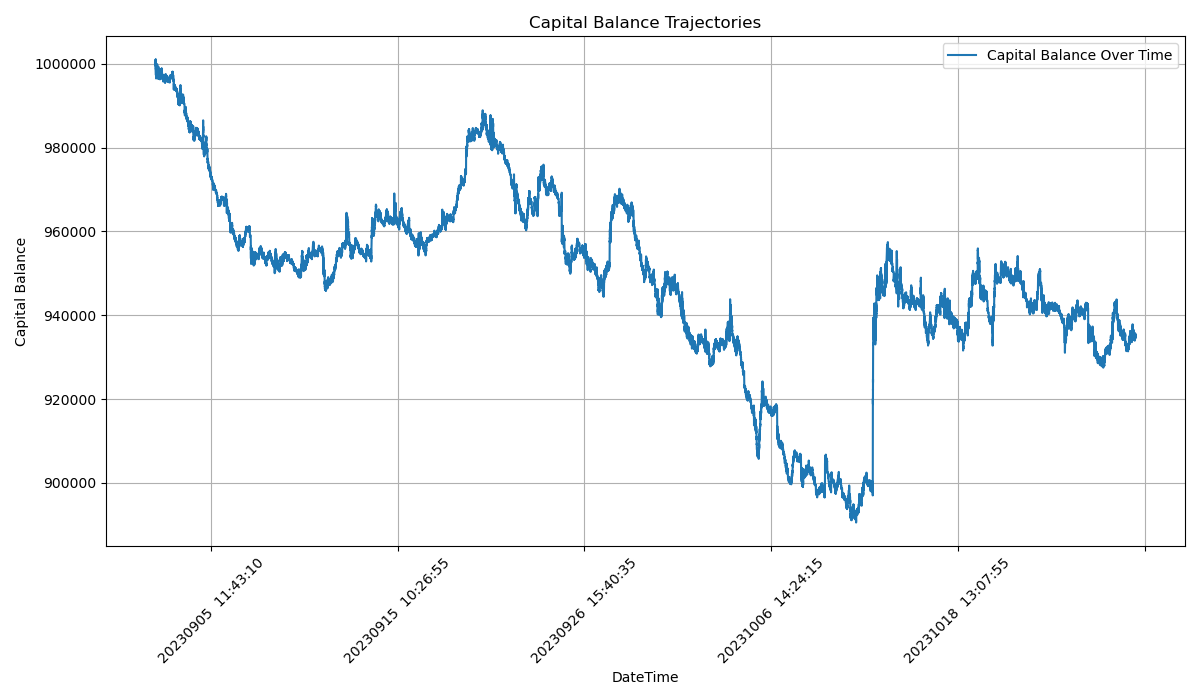 Capital Balance Trajectories
Capital Balance Over Time
1000000
980000
960000
940000
920000
900000
Capital Balance
20230905 11:43:10
20230915 10:26:55
20230926 15:40:35
20231006 14:24:15
20231018 13:07:55
DateTime